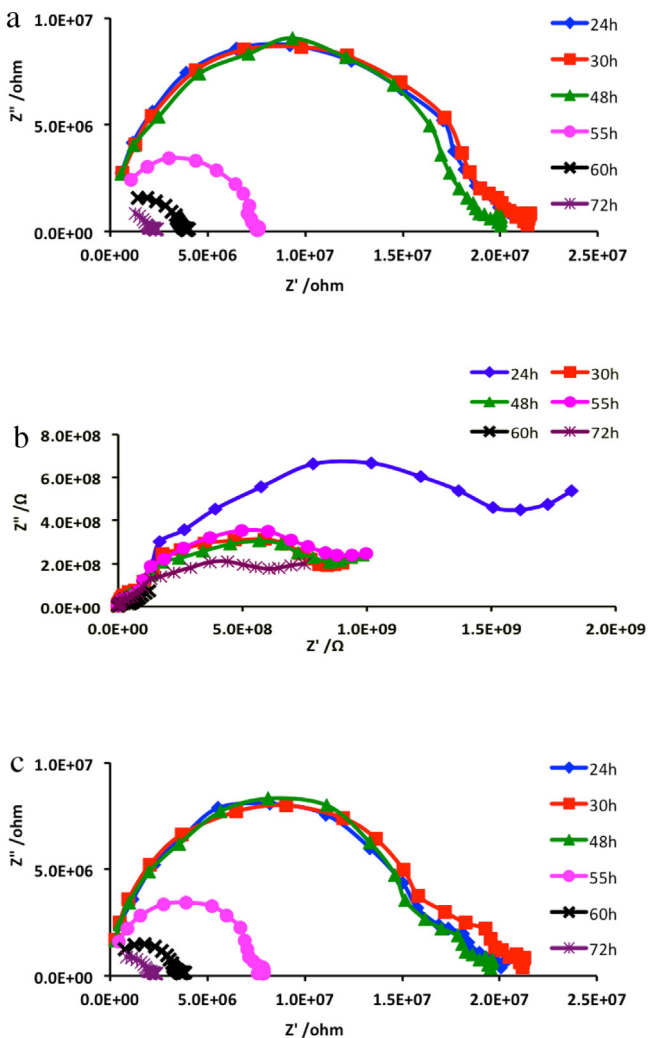 a
1.0E+07
5.0E+06
0.0E+00
Z'' /ohm
0.0E+00 5.0E+06 1.0E+07 1.5E+07 2.0E+07 2.5E+07
Z' /ohm
24h
30h
48h
55h
60h
72h
b
24h 30h
48h 55h
60h 72h
8.0E+08
6.0E+08
4.0E+08
2.0E+08
0.0E+00
Z'' /Ω
0.0E+00 5.0E+08 1.0E+09 1.5E+09 2.0E+09
Z' /Ω
c
1.0E+07
5.0E+06
0.0E+00
Z'' /ohm
0.0E+00 5.0E+06 1.0E+07 1.5E+07 2.0E+07 2.5E+07
Z' /ohm
24h
30h
48h
55h
60h
72h